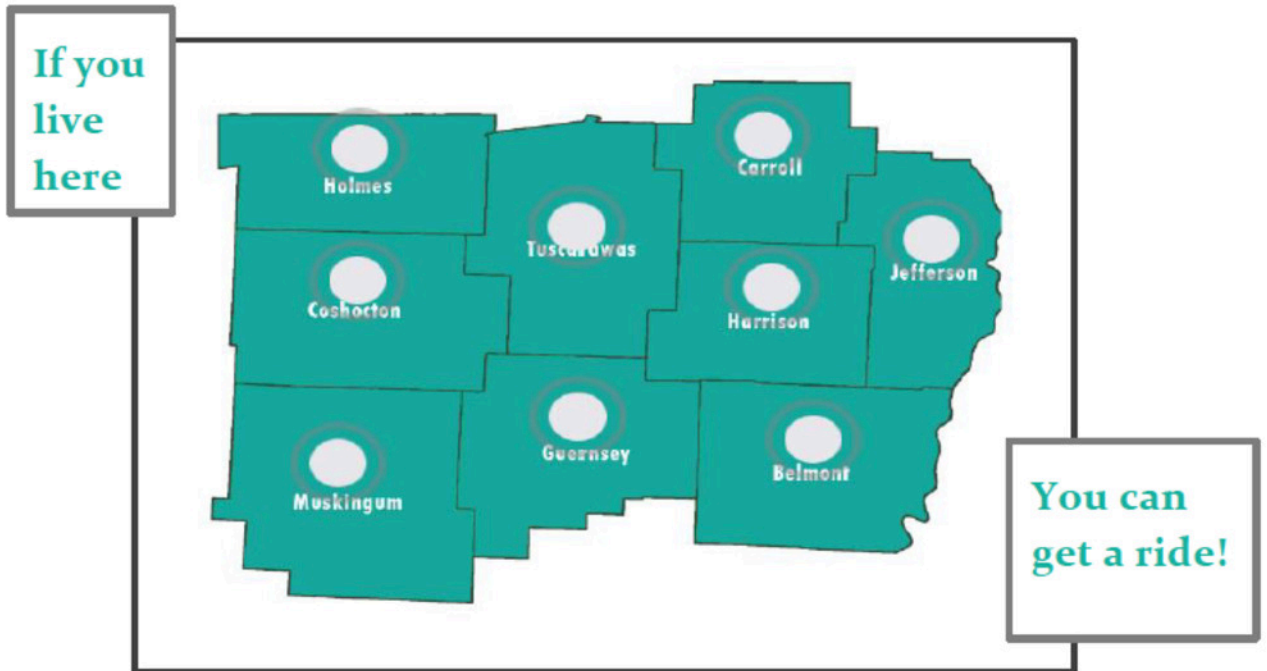 If you
live
here
Holmes
Carroll
Tuscarawas
Jefferson
Coshocton
Harrison
Guernsey
Belmont
Muskingum
You can
get a ride!